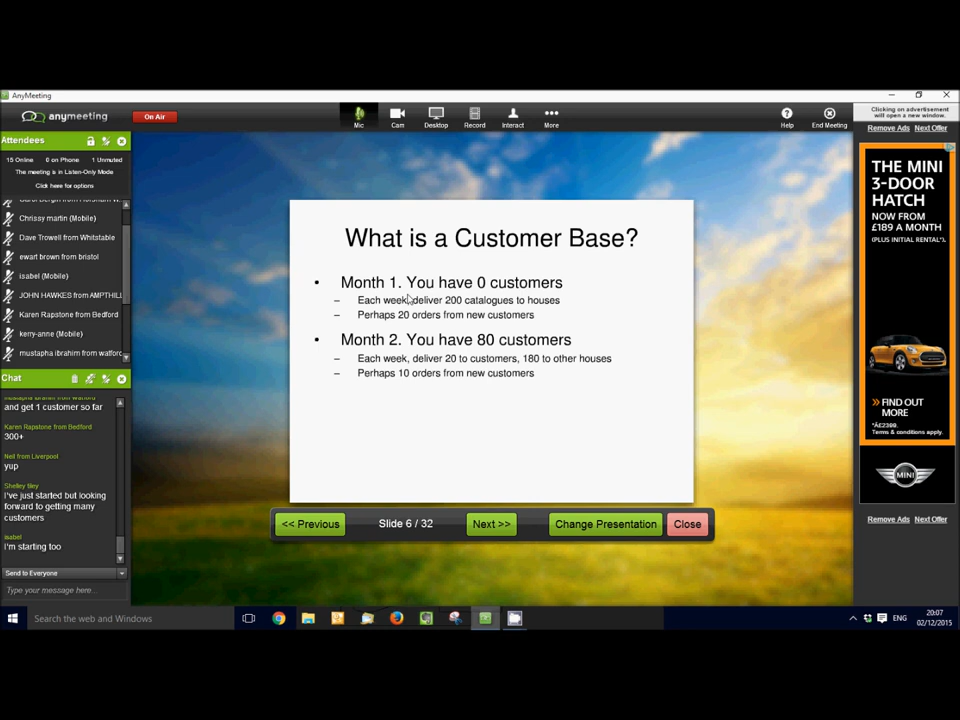 AnyMeeting
anymeeting
On Air
Mic
Cam
Desktop
Record
Interact
More
Help
End Meeting
Clicking on advertisement
will open a new window.
Remove Ads Next Offer
Attendees
15 Online 0 on Phone 1 Unmuted
The meeting is in Listen-Only Mode
Click here for options
Chrissy martin (Mobile)
Dave Trowell from Whitstable
ewart brown from bristol
isabel (Mobile)
JOHN HAWKES from AMPTHILL
Karen Rapstone from Bedford
kerry-anne (Mobile)
mustapha ibrahim from watford
Chat
and get 1 customer so far
Karen Rapstone from Bedford
300+
Neil from Liverpool
yup
Shelley tiley
I've just started but looking
forward to getting many
customers
isabel
I'm starting too
Send to Everyone
Type your message here...
What is a Customer Base?
• Month 1. You have 0 customers
– Each week, deliver 200 catalogues to houses
– Perhaps 20 orders from new customers
• Month 2. You have 80 customers
– Each week, deliver 20 to customers, 180 to other houses
– Perhaps 10 orders from new customers
<< Previous
Slide 6 / 32
Next >>
Change Presentation
Close
THE MINI
3-DOOR
HATCH
NOW FROM
£189 A MONTH
(PLUS INITIAL RENTAL*).
FIND OUT
MORE
*Â£2399.
Terms & conditions apply.
MINI
Remove Ads Next Offer
Search the web and Windows
ENG
20:07
02/12/2015